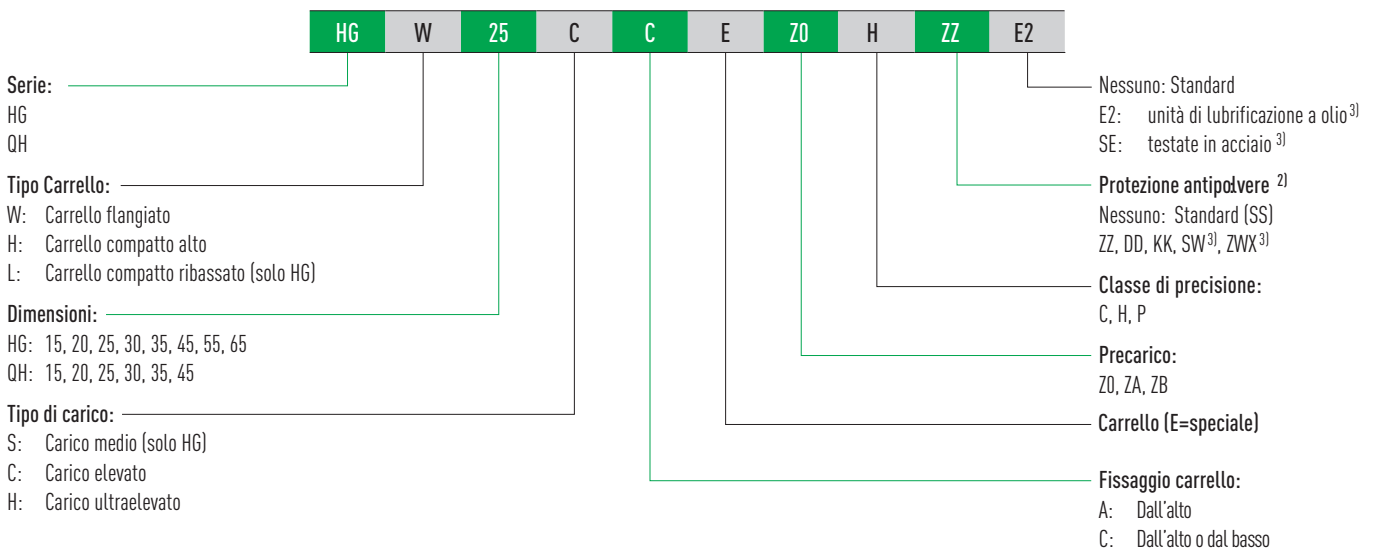 HG W 25 C C E Z0 H ZZ E2
Serie:
HG
QH
Tipo Carrello:
W: Carrello flangiato
H: Carrello compatto alto
L: Carrello compatto ribassato (solo HG)
Dimensioni:
HG: 15, 20, 25, 30, 35, 45, 55, 65
QH: 15, 20, 25, 30, 35, 45
Tipo di carico:
S: Carico medio (solo HG)
C: Carico elevato
H: Carico ultraelevato
Nessuno: Standard
E2: unità di lubrificazione a olio 3)
SE: testate in acciaio 3)
Protezione antipolvere 2)
Nessuno: Standard (SS)
ZZ, DD, KK, SW 3), ZWX 3)
Classe di precisione:
C, H, P
Precarico:
Z0, ZA, ZB
Carrello (E=speciale)
Fissaggio carrello:
A: Dall'alto
C: Dall'alto o dal basso